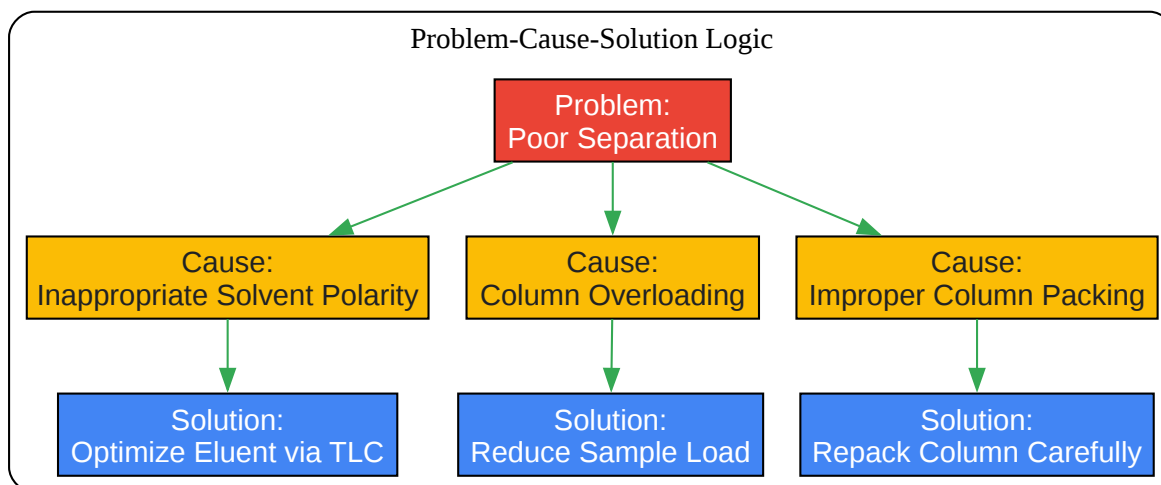 Problem-Cause-Solution Logic
Problem:
Poor Separation
Cause:
Inappropriate Solvent Polarity
Cause:
Column Overloading
Cause:
Improper Column Packing
Solution:
Optimize Eluent via TLC
Solution:
Reduce Sample Load
Solution:
Repack Column Carefully